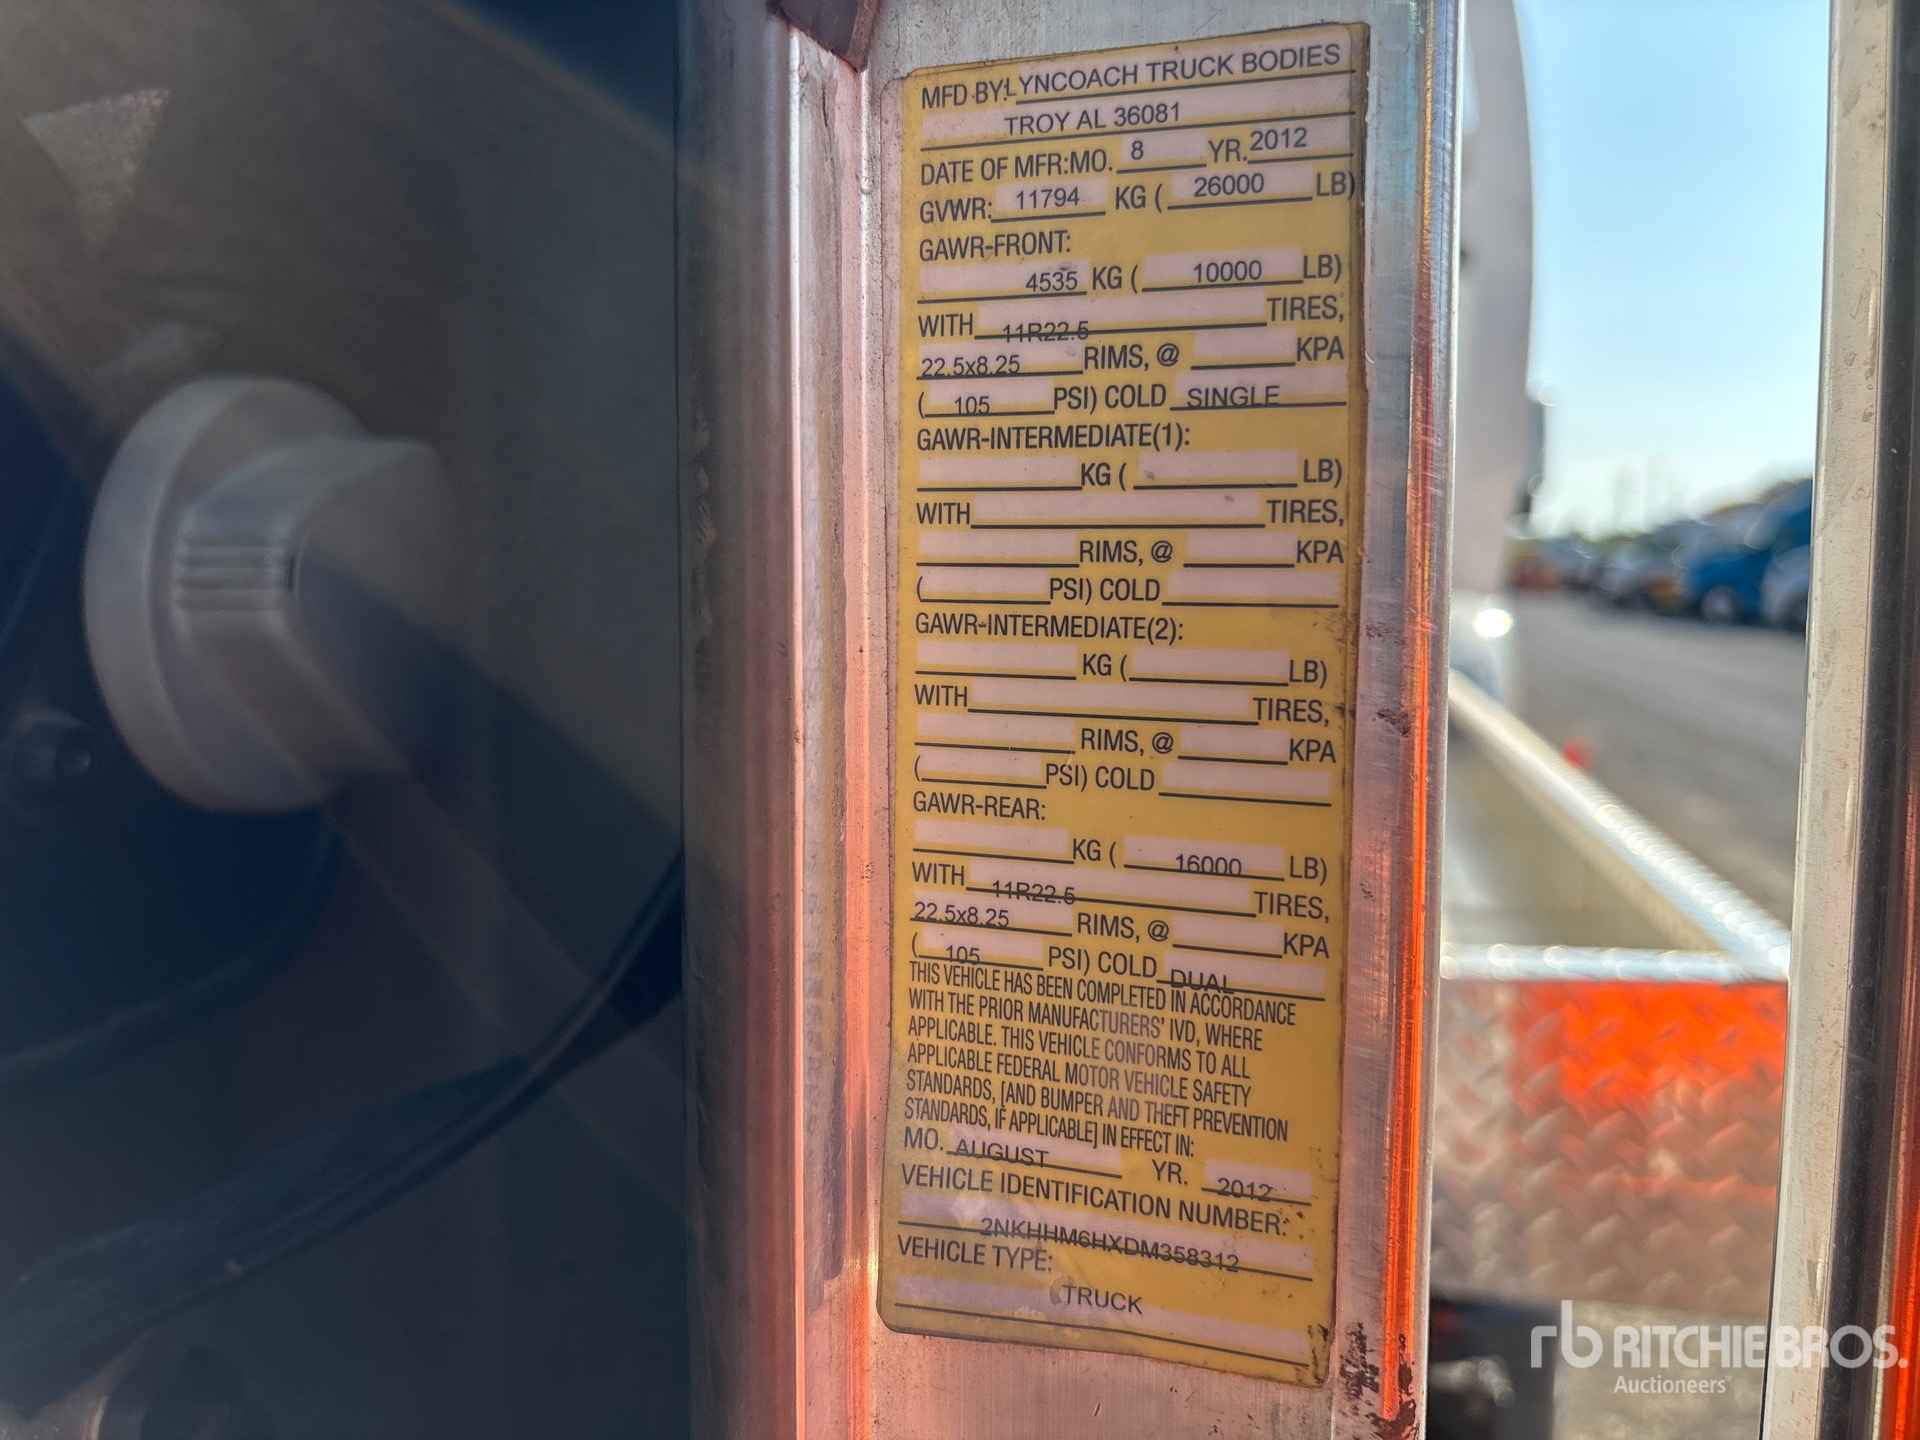 MFD BY: LYNCOACH TRUCK BODIES
TROY AL 36081
DATE OF MFR: MO. 8 YR. 2012
GVWR: 11794 KG ( 26000 LB)
GAWR-FRONT:
4535 KG ( 10000 LB)
WITH 11R22.5 TIRES,
22.5x8.25 RIMS, @ KPA
( 105 PSI) COLD SINGLE
GAWR-INTERMEDIATE(1):
KG ( LB)
WITH TIRES,
RIMS, @ KPA
( PSI) COLD
GAWR-INTERMEDIATE(2):
KG ( LB)
WITH TIRES,
RIMS, @ KPA
( PSI) COLD
GAWR-REAR:
KG ( 16000 LB)
WITH 11R22.5 TIRES,
22.5x8.25 RIMS, @ KPA
( 105 PSI) COLD DUAL
THIS VEHICLE HAS BEEN COMPLETED IN ACCORDANCE
WITH THE PRIOR MANUFACTURERS' IVD, WHERE
APPLICABLE. THIS VEHICLE CONFORMS TO ALL
APPLICABLE FEDERAL MOTOR VEHICLE SAFETY
STANDARDS, [AND BUMPER AND THEFT PREVENTION
STANDARDS, IF APPLICABLE] IN EFFECT IN:
MO. AUGUST YR. 2012
VEHICLE IDENTIFICATION NUMBER:
2NKHHM6HXDM358312
VEHICLE TYPE:
TRUCK
rb RITCHIE BROS.
Auctioneers